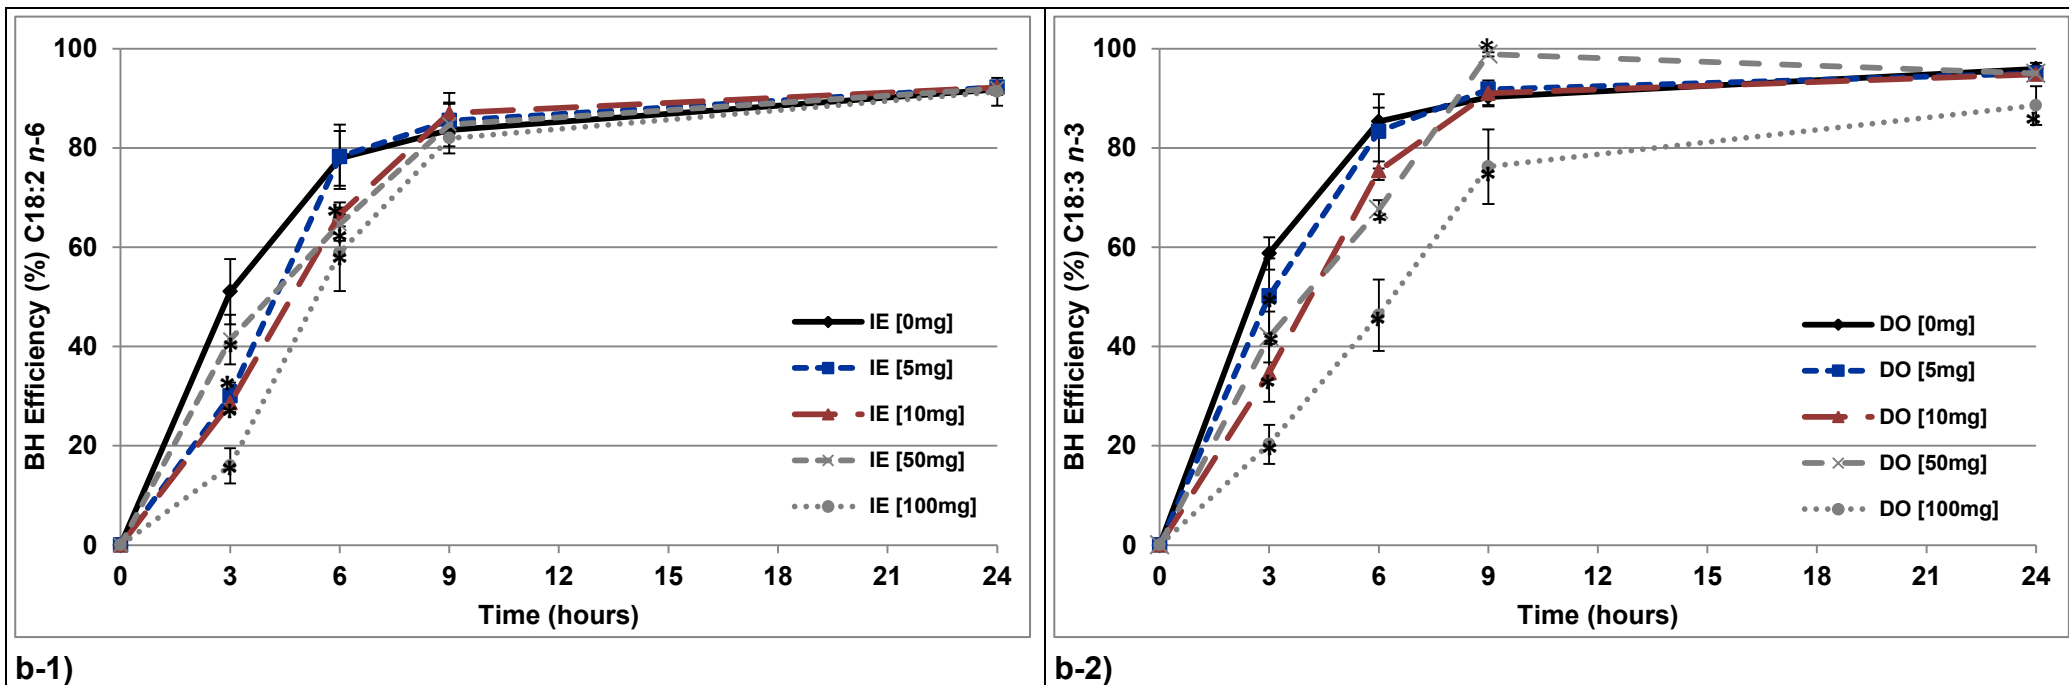 BH Efficiency (%) C18:2 n-6
100
80
60
40
20
0
0 3 6 9 12 15 18 21 24
Time (hours)
IE [0mg]
IE [5mg]
IE [10mg]
IE [50mg]
IE [100mg]
b-1)
BH Efficiency (%) C18:3 n-3
100
80
60
40
20
0
0 3 6 9 12 15 18 21 24
Time (hours)
DO [0mg]
DO [5mg]
DO [10mg]
DO [50mg]
DO [100mg]
b-2)